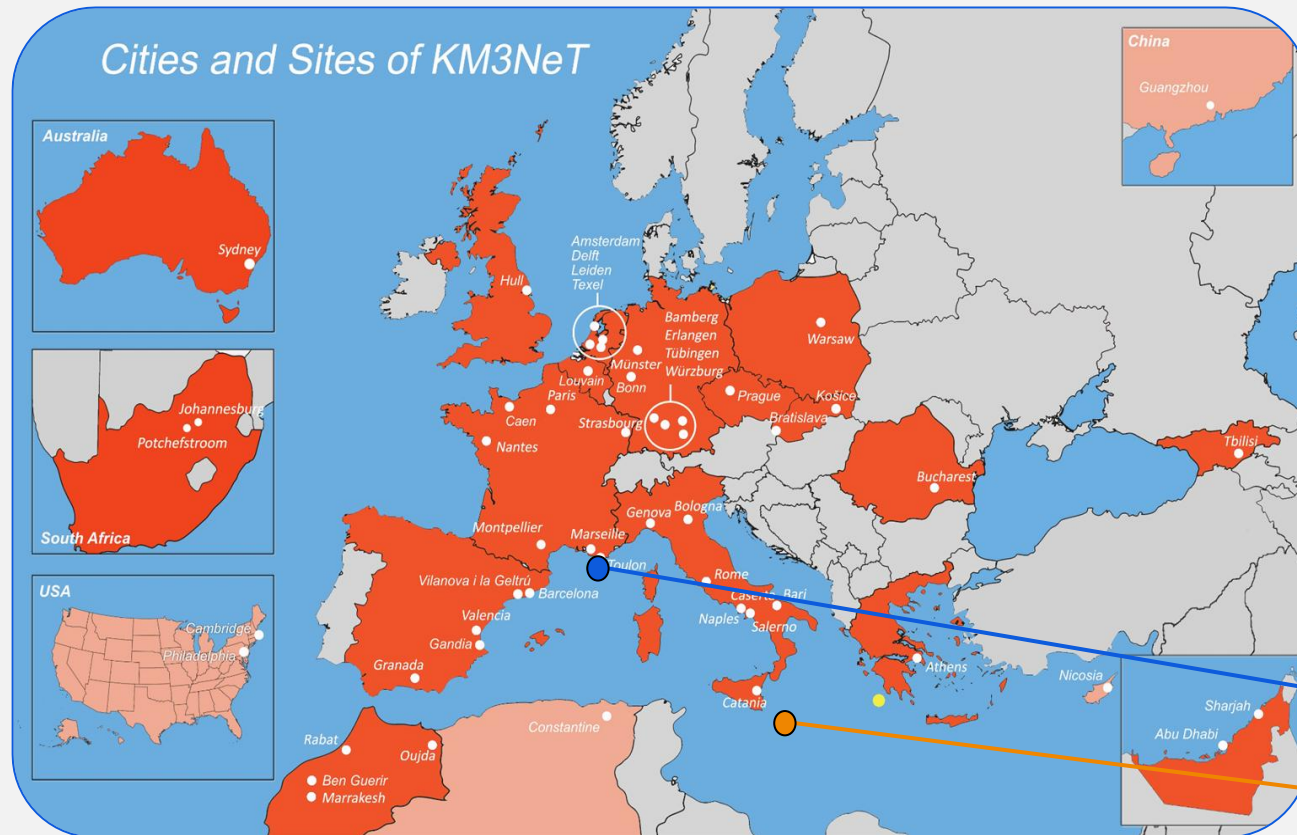 Cities and Sites of KM3NeT
China
Guangzhou
Australia
Sydney
Amsterdam
Delft
Leiden
Texel
Hull
Bamberg
Erlangen
Tübingen
Würzburg
Warsaw
Münster
Louvain
Bonn
Paris
Prague
Košice
Caen
Strasbourg
Bratislava
Nantes
Tbilisi
Bucharest
Johannesburg
Potchefstroom
South Africa
Genova
Bologna
Montpellier
Marseille
Toulon
Rome
Vilanova i la Geltrú
Barcelona
Caserta
Bari
Naples
Salerno
Valencia
Gandia
Granada
Athens
Catania
Nicosia
USA
Cambridge
Philadelphia
Sharjah
Abu Dhabi
Constantine
Rabat
Oujda
Ben Guerir
Marrakesh